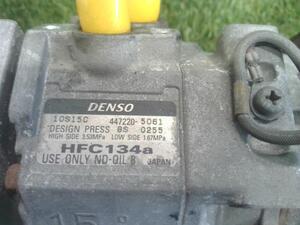 DENSO
10S15C 447220-5061
DESIGN PRESS BS 0255
HIGH SIDE 3.53MPa LOW SIDE 1.67MPa
HFC134a
USE ONLY ND-OIL 8 JAPAN
15